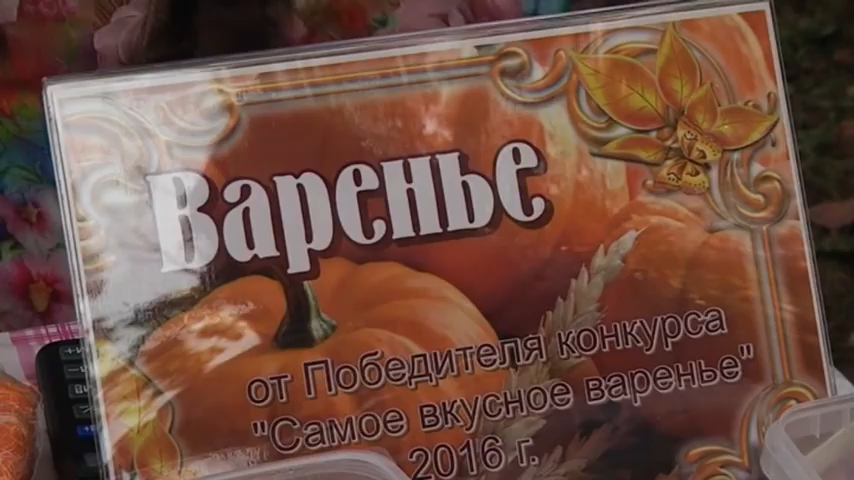 Варенье
от Победителя конкурса
"Самое вкусное варенье"
2016 г.